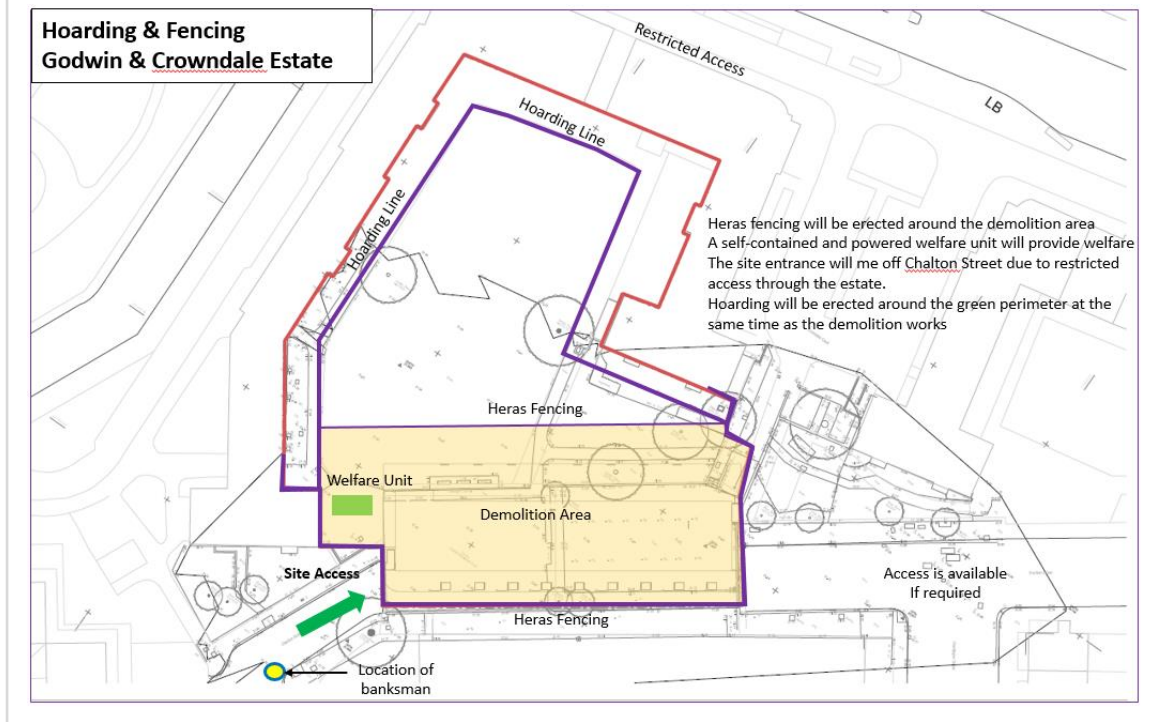 Hoarding & Fencing
Godwin & Crowndale Estate
Restricted Access
LB
Hoarding Line
Hoarding Line
Heras fencing will be erected around the demolition area
A self-contained and powered welfare unit will provide welfare
The site entrance will me off Chalton Street due to restricted
access through the estate.
Hoarding will be erected around the green perimeter at the
same time as the demolition works
Heras Fencing
Welfare Unit
Demolition Area
Site Access
Access is available
If required
Heras Fencing
Location of
banksman